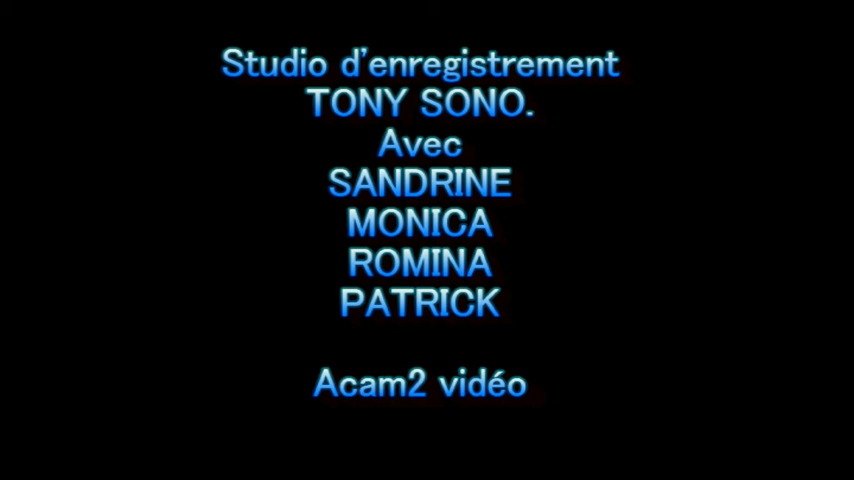 Studio d'enregistrement
TONY SONO.
Avec
SANDRINE
MONICA
ROMINA
PATRICK
Acam2 vidéo